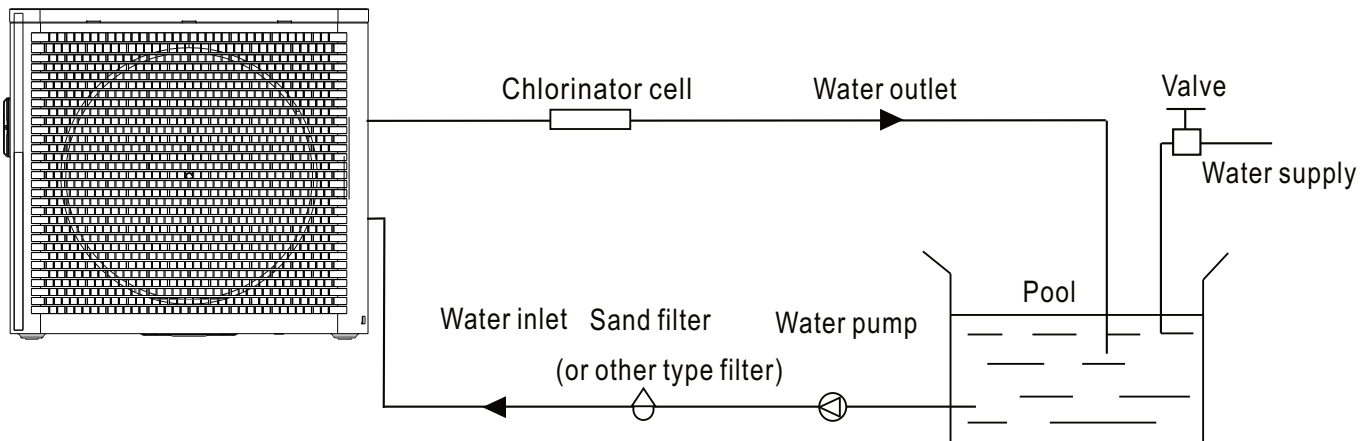 Chlorinator cell
Water outlet
Valve
Water supply
Pool
Water inlet
Sand filter
(or other type filter)
Water pump